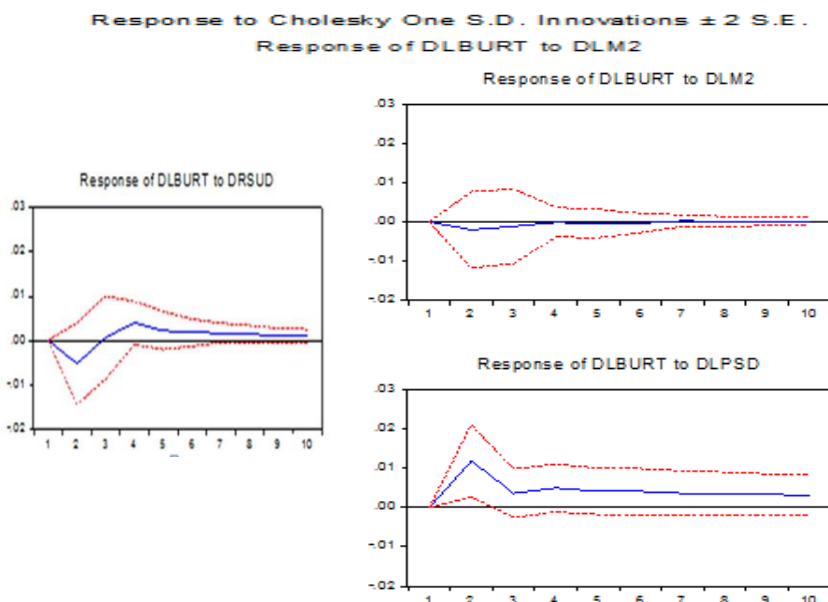 Response to Cholesky One S.D. Innovations ± 2 S.E.
Response of DLBURT to DLM2
Response of DLBURT to DLM2
.03
.02
.01
.00
-.01
-.02
1 2 3 4 5 6 7 8 9 10
Response of DLBURT to DRSUD
.03
.02
.01
.00
-.01
-.02
1 2 3 4 5 6 7 8 9 10
Response of DLBURT to DLPSD
.03
.02
.01
.00
-.01
-.02
1 2 3 4 5 6 7 8 9 10